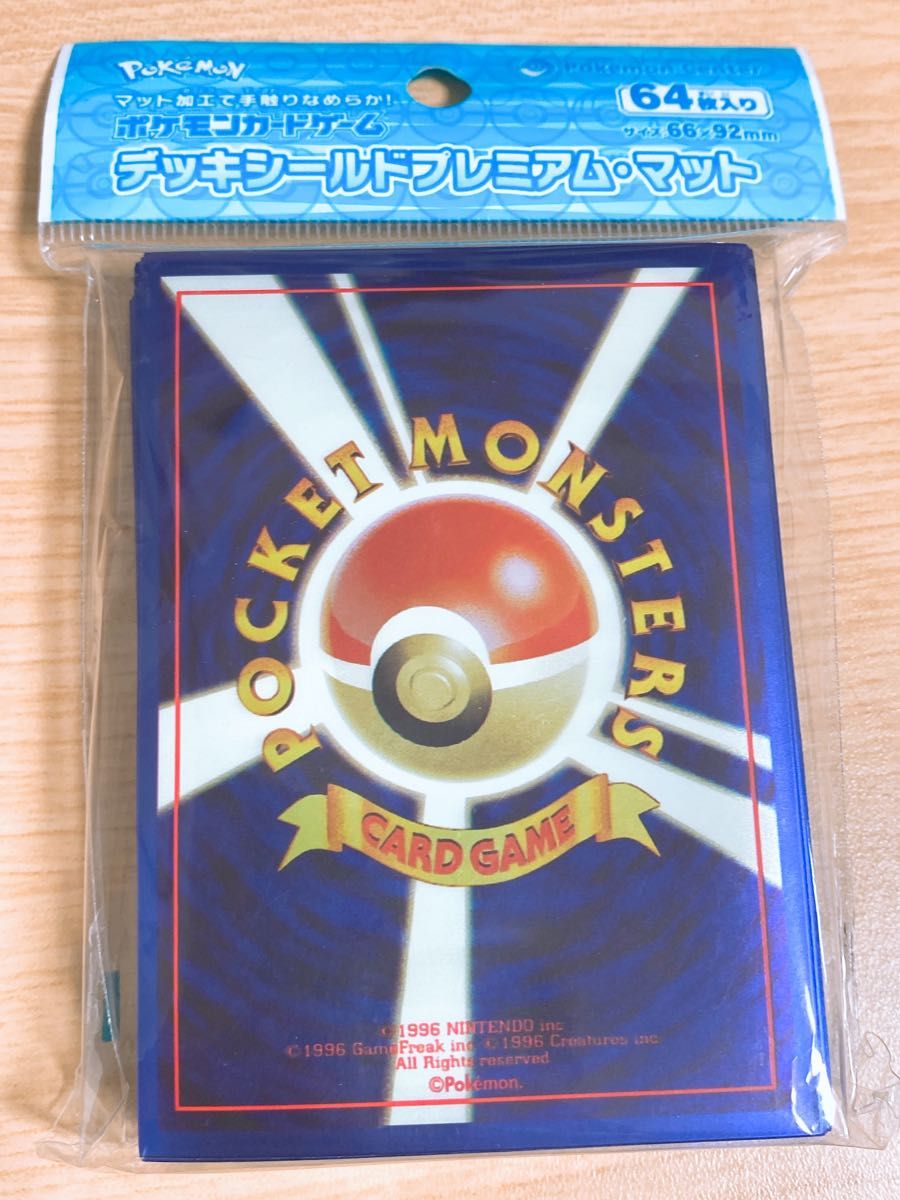 POKéMON
Pokémon Center
マット加工で手触りなめらか!
64枚入り
ポケモンカードゲーム
サイズ 66×92mm
デッキシールドプレミアム・マット
POCKET MONSTERS
CARD GAME
©1996 NINTENDO inc
©1996 GameFreak inc ©1996 Creatures inc
All Rights reserved
©Pokémon.